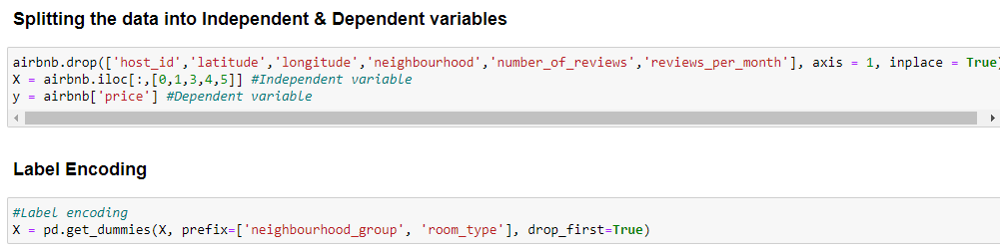 Splitting the data into Independent & Dependent variables
airbnb.drop(['host_id','latitude','longitude','neighbourhood','number_of_reviews','reviews_per_month'], axis = 1, inplace = True)
X = airbnb.iloc[:,[0,1,3,4,5]] #Independent variable
y = airbnb['price'] #Dependent variable
Label Encoding
#Label encoding
X = pd.get_dummies(X, prefix=['neighbourhood_group', 'room_type'], drop_first=True)